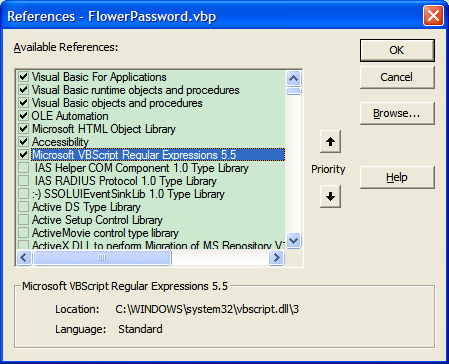 References - FlowerPassword.vbp
Available References:
Visual Basic For Applications
Visual Basic runtime objects and procedures
Visual Basic objects and procedures
OLE Automation
Microsoft HTML Object Library
Accessibility
Microsoft VBScript Regular Expressions 5.5
IAS Helper COM Component 1.0 Type Library
IAS RADIUS Protocol 1.0 Type Library
:-) SSOLUIEventSinkLib 1.0 Type Library
Active DS Type Library
Active Setup Control Library
ActiveMovie control type library
ActiveX DLL to perform Migration of MS Repository V
OK
Cancel
Browse...
Priority
Help
Microsoft VBScript Regular Expressions 5.5
Location: C:\WINDOWS\system32\vbscript.dll\3
Language: Standard